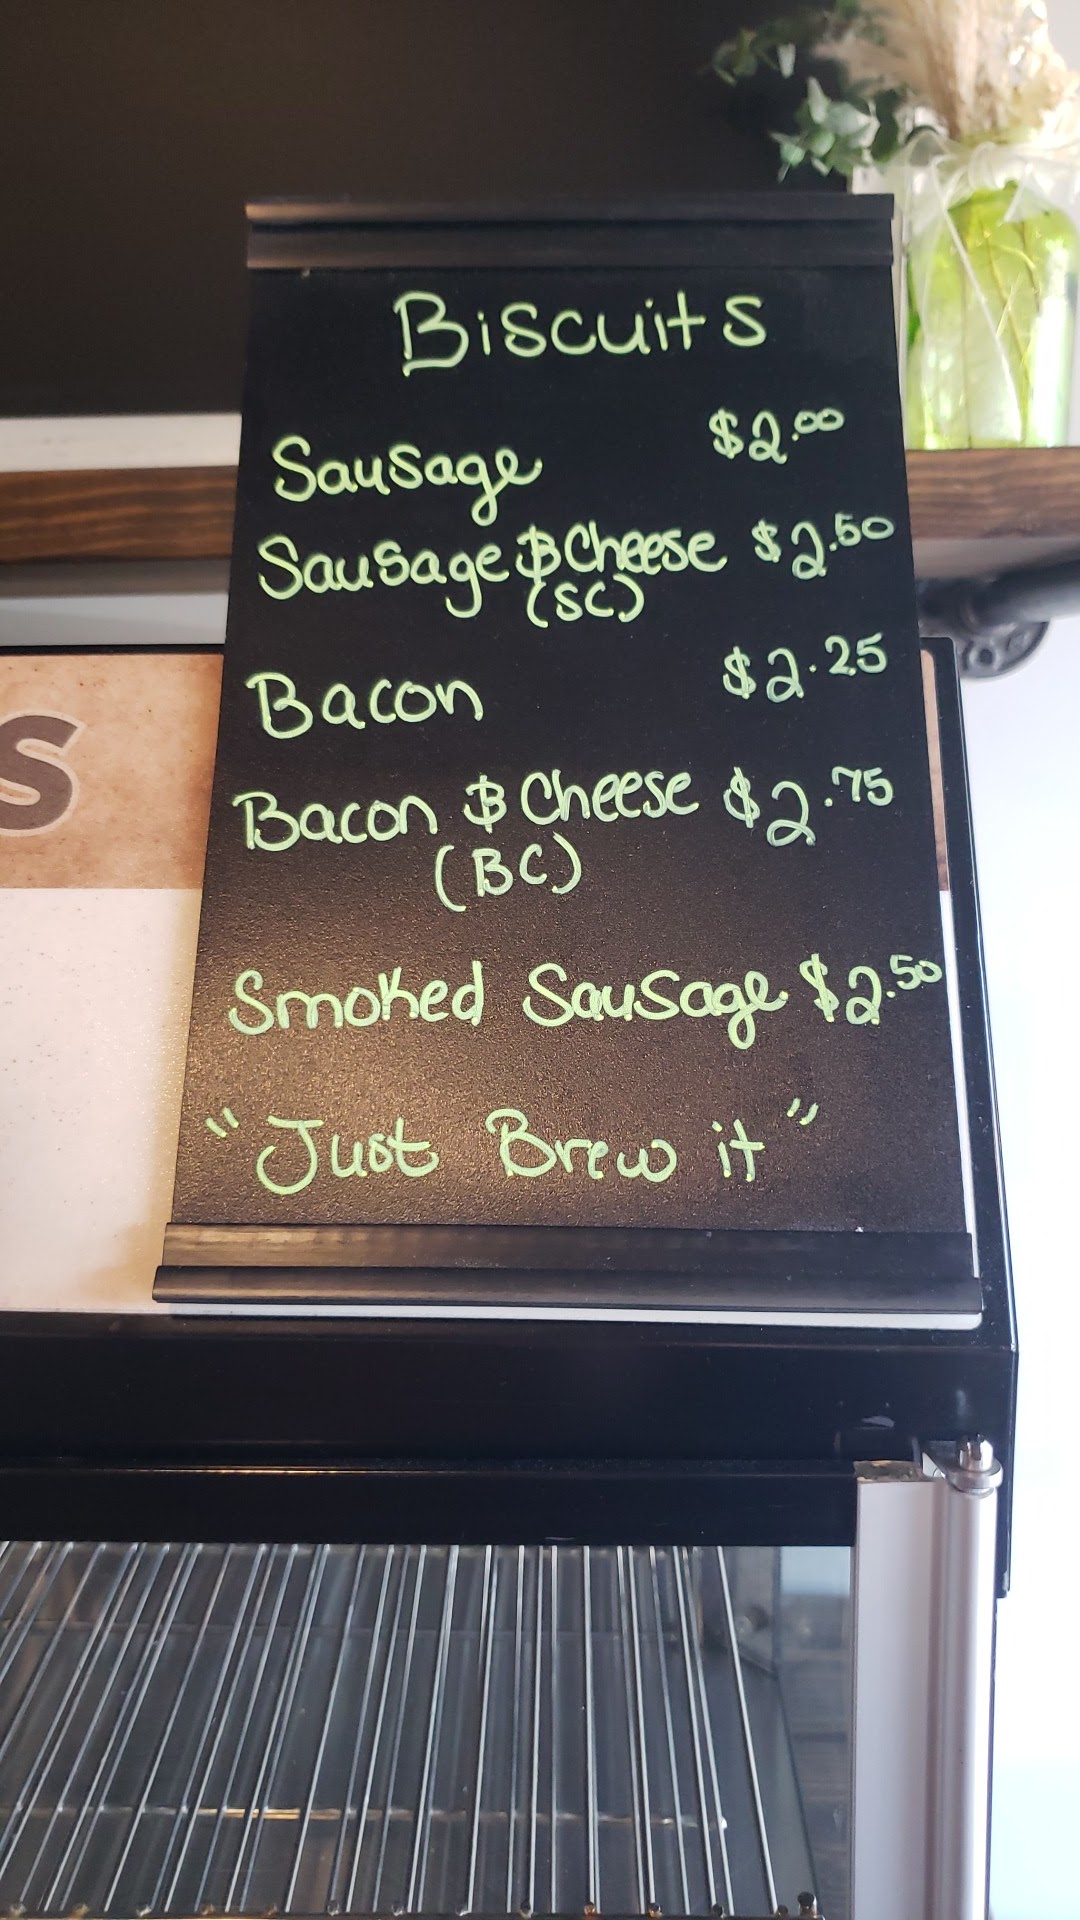 Biscuits
Sausage $2.00
Sausage & Cheese $2.50
(SC)
Bacon $2.25
Bacon & Cheese $2.75
(BC)
Smoked Sausage $2.50
"Just Brew it"
S